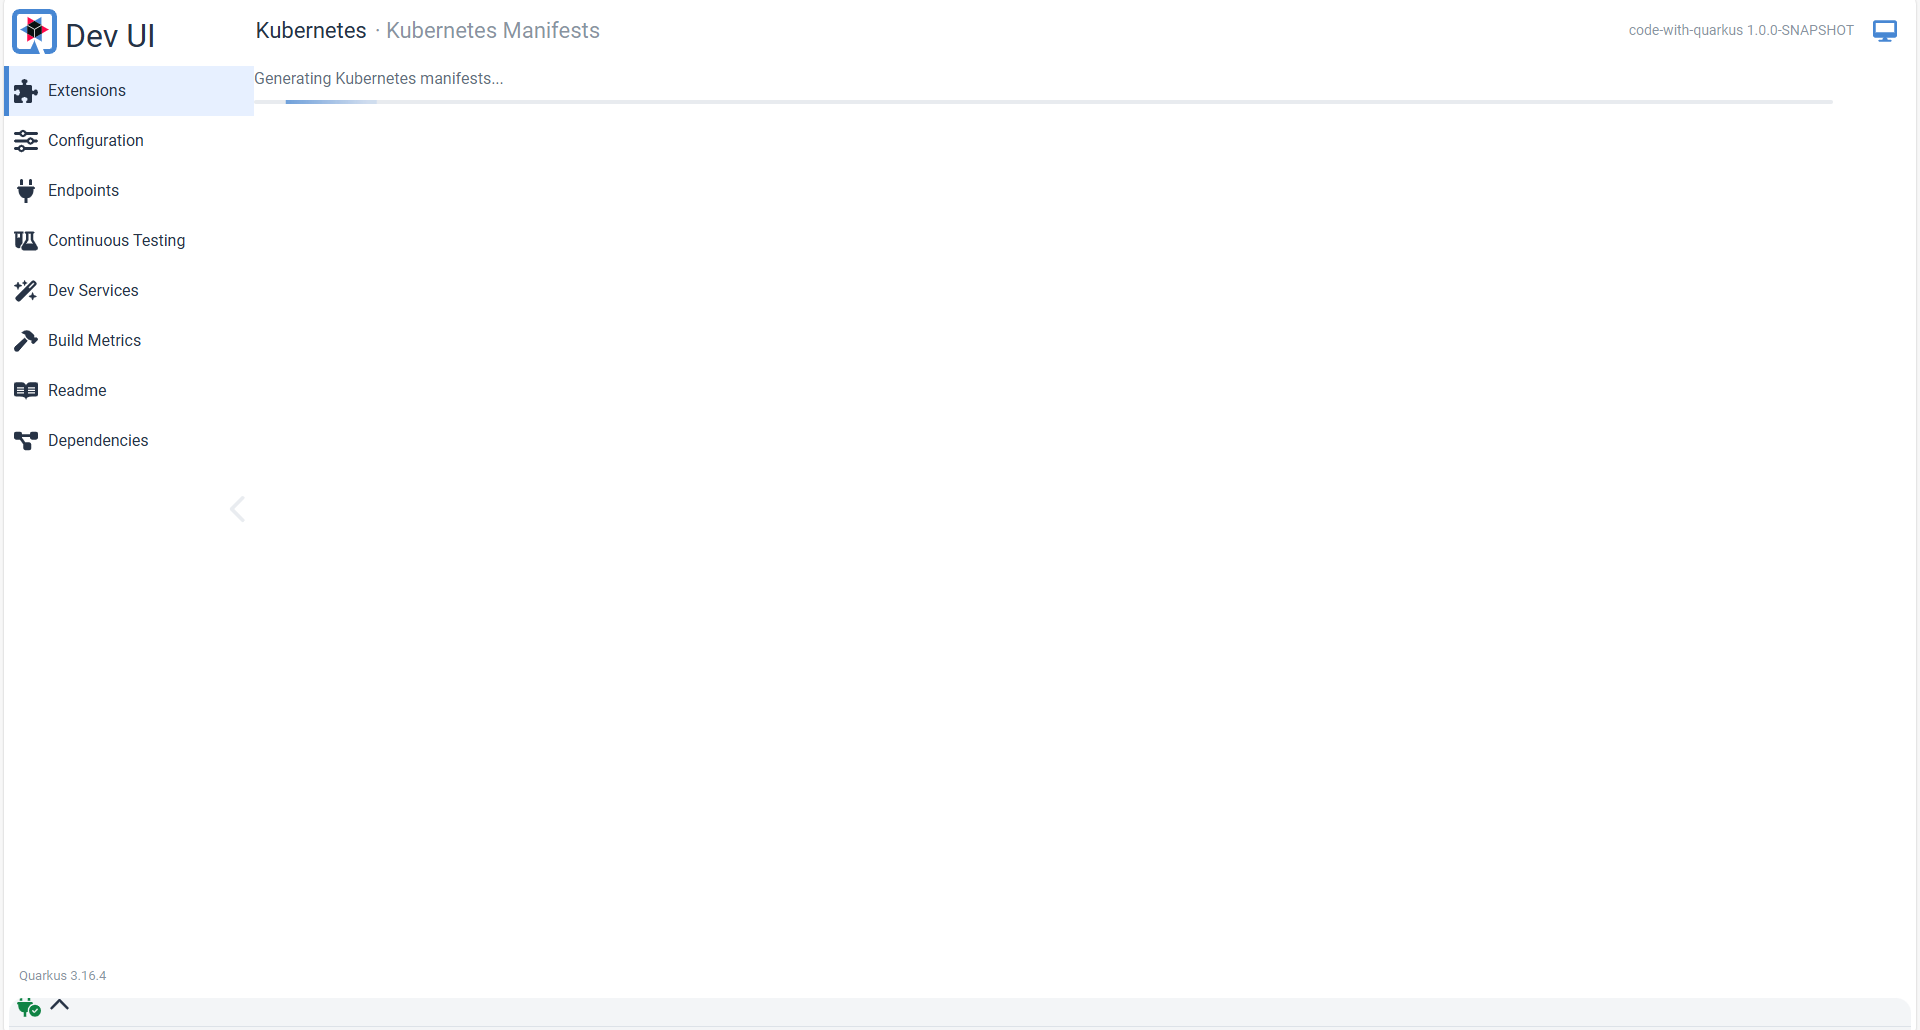 Dev UI
Kubernetes · Kubernetes Manifests
code-with-quarkus 1.0.0-SNAPSHOT
Generating Kubernetes manifests...
Extensions
Configuration
Endpoints
Continuous Testing
Dev Services
Build Metrics
Readme
Dependencies
Quarkus 3.16.4